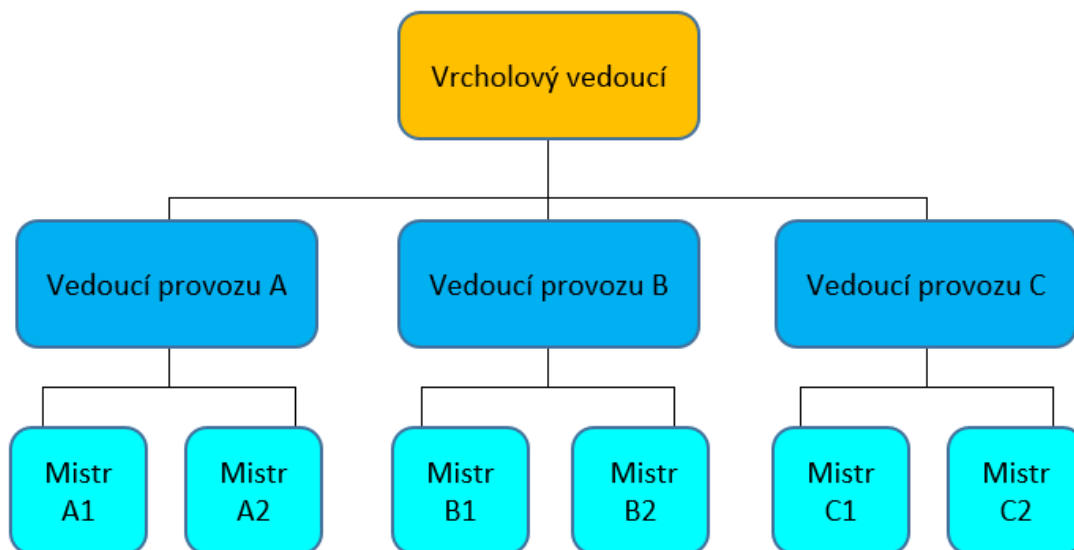 Vrcholový vedoucí
Vedoucí provozu A
Vedoucí provozu B
Vedoucí provozu C
Mistr
A1
Mistr
A2
Mistr
B1
Mistr
B2
Mistr
C1
Mistr
C2